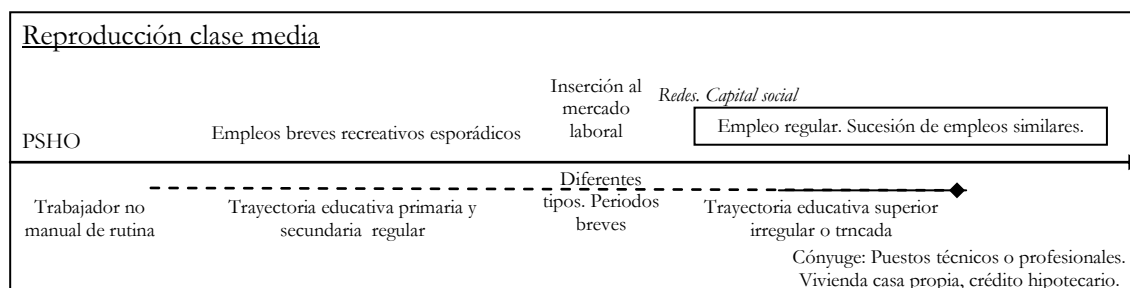 Reproducción clase media
Inserción al
mercado
laboral
Redes. Capital social
Empleos breves recreativos esporádicos
Empleo regular. Sucesión de empleos similares.
PSHO
Diferentes
tipos. Periodos
breves
Trabajador no
manual de rutina
Trayectoria educativa primaria y
secundaria regular
Trayectoria educativa superior
irregular o trncada
Cónyuge: Puestos técnicos o profesionales.
Vivienda casa propia, crédito hipotecario.